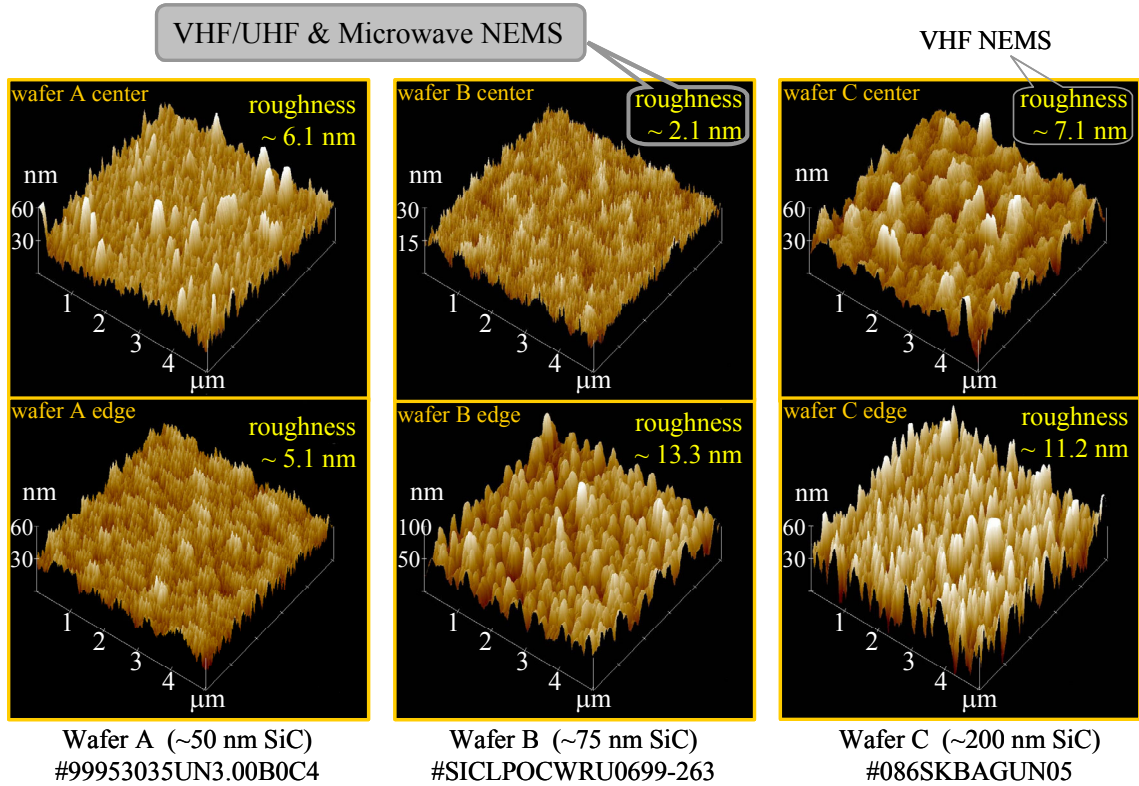 VHF/UHF & Microwave NEMS
VHF NEMS
wafer A center
roughness
~ 6.1 nm
nm
60
30
1
2
3
4
µm
wafer B center
roughness
~ 2.1 nm
nm
30
15
1
2
3
4
µm
wafer C center
roughness
~ 7.1 nm
nm
60
30
1
2
3
4
µm
wafer A edge
roughness
~ 5.1 nm
nm
60
30
1
2
3
4
µm
wafer B edge
roughness
~ 13.3 nm
nm
100
50
1
2
3
4
µm
wafer C edge
roughness
~ 11.2 nm
nm
60
30
1
2
3
4
µm
Wafer A (~50 nm SiC)
#99953035UN3.00B0C4
Wafer B (~75 nm SiC)
#SICLPOCWRU0699-263
Wafer C (~200 nm SiC)
#086SKBAGUN05